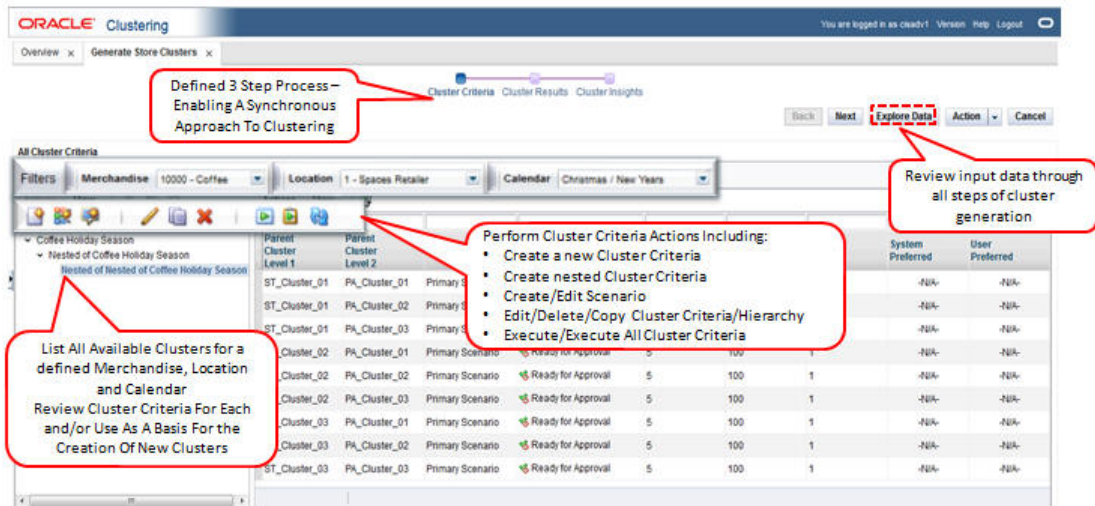 ORACLE Clustering
You are logged in as cisadv1 Version Help Logout
Overview x Generate Store Clusters x
Defined 3 Step Process –
Enabling A Synchronous
Approach To Clustering
Cluster Criteria Cluster Results Cluster Insights
Back Next Explore Data Action Cancel
Review input data through
all steps of cluster
generation
All Cluster Criteria
Filters Merchandise 10000 - Coffee Location 1 - Spaces Retailer Calendar Christmas / New Years
Perform Cluster Criteria Actions Including:
• Create a new Cluster Criteria
• Create nested Cluster Criteria
• Create/Edit Scenario
• Edit/Delete/Copy Cluster Criteria/Hierarchy
• Execute/Execute All Cluster Criteria
Coffee Holiday Season
Nested of Coffee Holiday Season
Nested of Nested of Coffee Holiday Season
List All Available Clusters for a
defined Merchandise, Location
and Calendar
Review Cluster Criteria For Each
and/or Use As A Basis For the
Creation Of New Clusters
Parent Cluster Level 1 Parent Cluster Level 2 System Preferred User Preferred
ST_Cluster_01 PA_Cluster_01 Primary -N/A- -N/A-
ST_Cluster_01 PA_Cluster_02 Primary -N/A- -N/A-
ST_Cluster_01 PA_Cluster_03 Primary -N/A- -N/A-
_Cluster_02 PA_Cluster_01 Primary Scenario Ready for Approval 5 100 1 -N/A- -N/A-
_Cluster_02 PA_Cluster_02 Primary Scenario Ready for Approval 5 100 1 -N/A- -N/A-
_Cluster_02 PA_Cluster_03 Primary Scenario Ready for Approval 5 100 1 -N/A- -N/A-
_Cluster_03 PA_Cluster_01 Primary Scenario Ready for Approval 5 100 1 -N/A- -N/A-
_Cluster_03 PA_Cluster_02 Primary Scenario Ready for Approval 5 100 1 -N/A- -N/A-
ST_Cluster_03 PA_Cluster_03 Primary Scenario Ready for Approval 5 100 1 -N/A- -N/A-